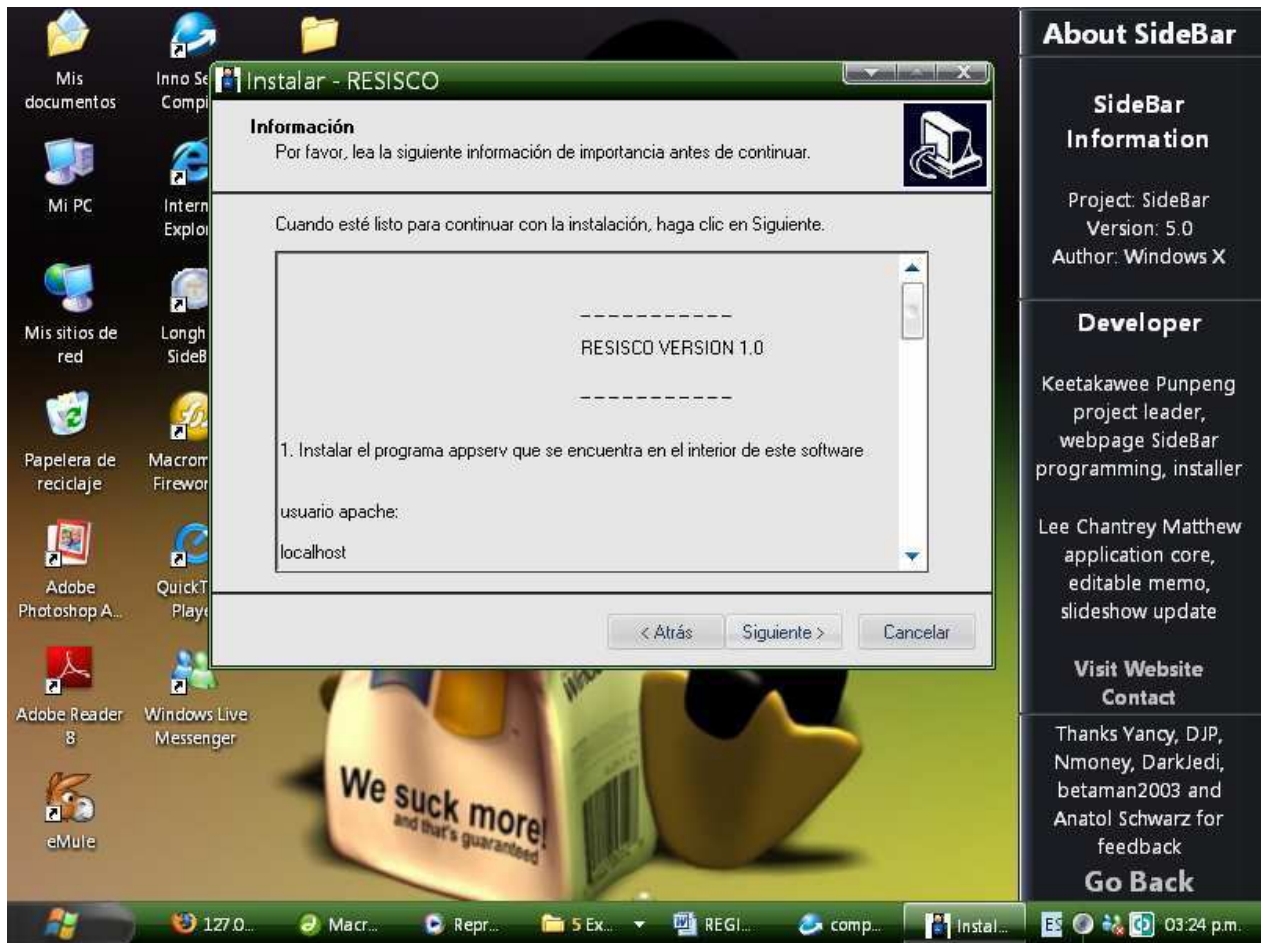 Mis
documentos
Inno Se
Compi
Mi PC
Intern
Explor
Mis sitios de
red
Longh
SideB
Papelera de
reciclaje
Macrom
Firewor
Adobe
Photoshop A...
QuickT
Playe
Adobe Reader
8
Windows Live
Messenger
eMule
Instalar - RESISCO
Información
Por favor, lea la siguiente información de importancia antes de continuar.
Cuando esté listo para continuar con la instalación, haga clic en Siguiente.
-----------
RESISCO VERSION 1.0
-----------
1. Instalar el programa appserv que se encuentra en el interior de este software
usuario apache:
localhost
< Atrás
Siguiente >
Cancelar
We suck more!
and that's guaranteed
About SideBar
SideBar
Information
Project: SideBar
Version: 5.0
Author: Windows X
Developer
Keetakawee Punpeng
project leader,
webpage SideBar
programming, installer
Lee Chantrey Matthew
application core,
editable memo,
slideshow update
Visit Website
Contact
Thanks Yancy, DJP,
Nmoney, DarkJedi,
betaman2003 and
Anatol Schwarz for
feedback
Go Back
127.0...
Macr...
Repr...
5 Ex...
REGI...
comp...
Instal...
ES
03:24 p.m.